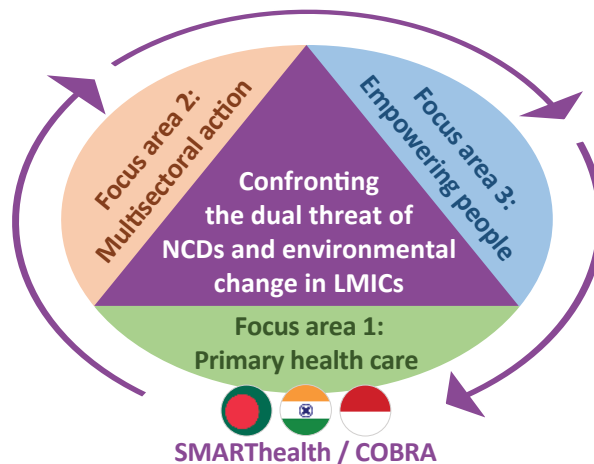 Focus area 2:
Multisectoral action
Focus area 3:
Empowering people
Confronting
the dual threat of
NCDs and environmental
change in LMICs
Focus area 1:
Primary health care
SMARThealth / COBRA